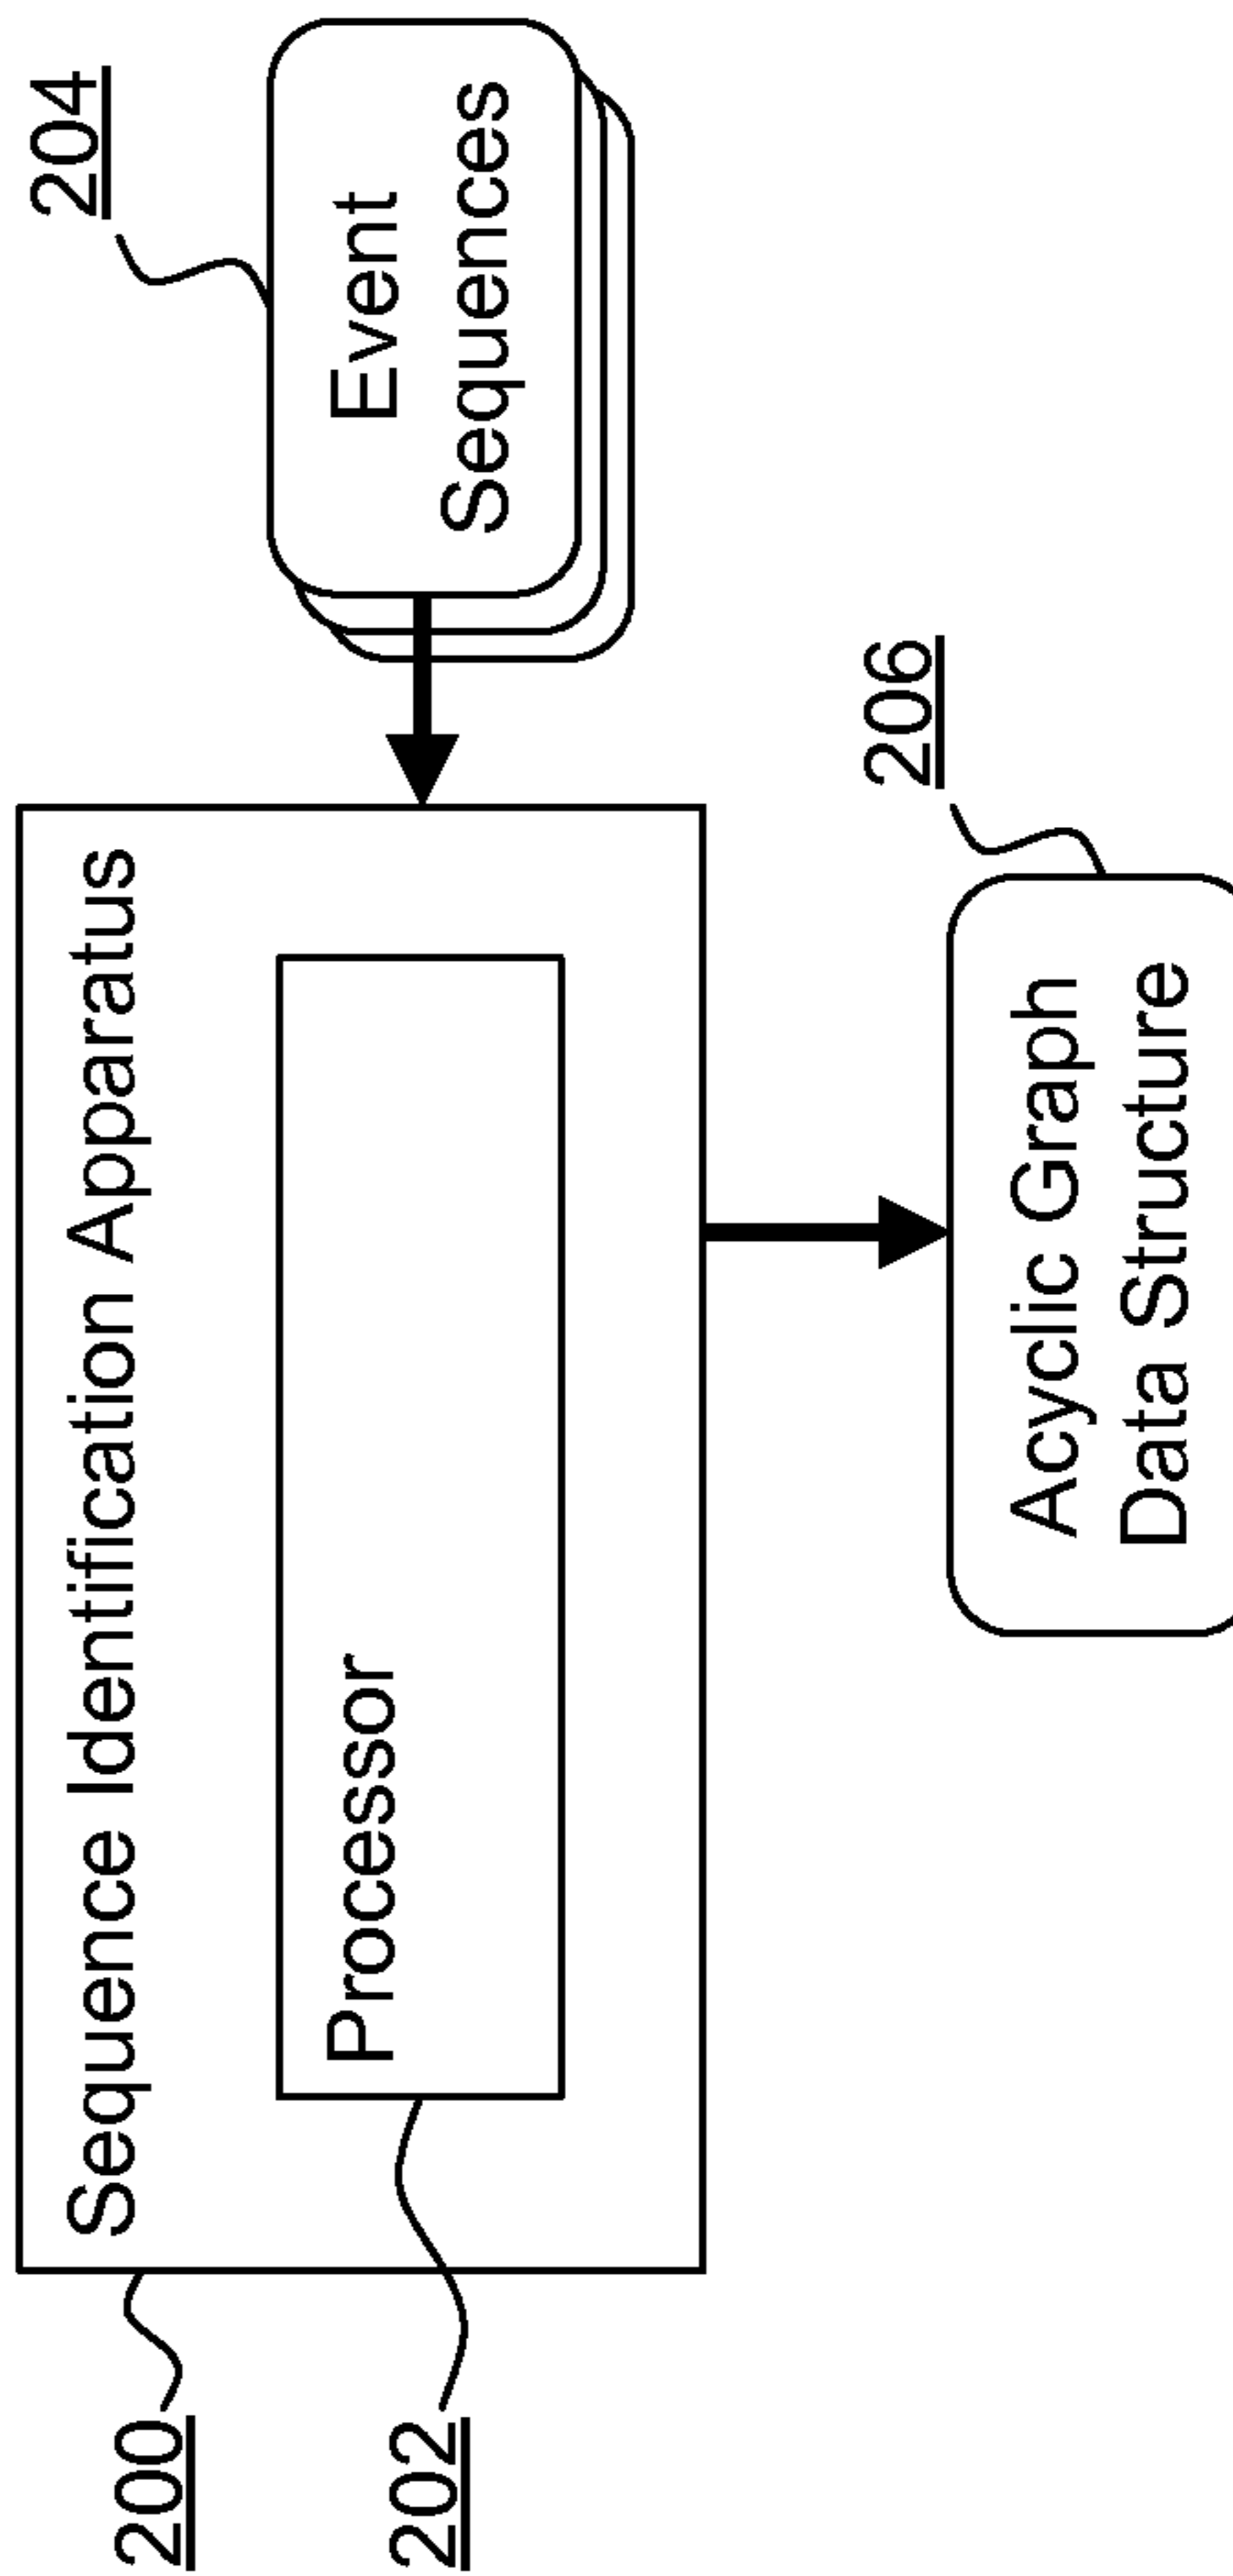 200
Sequence Identification Apparatus
202
Processor
204
Event
Sequences
206
Acyclic Graph
Data Structure